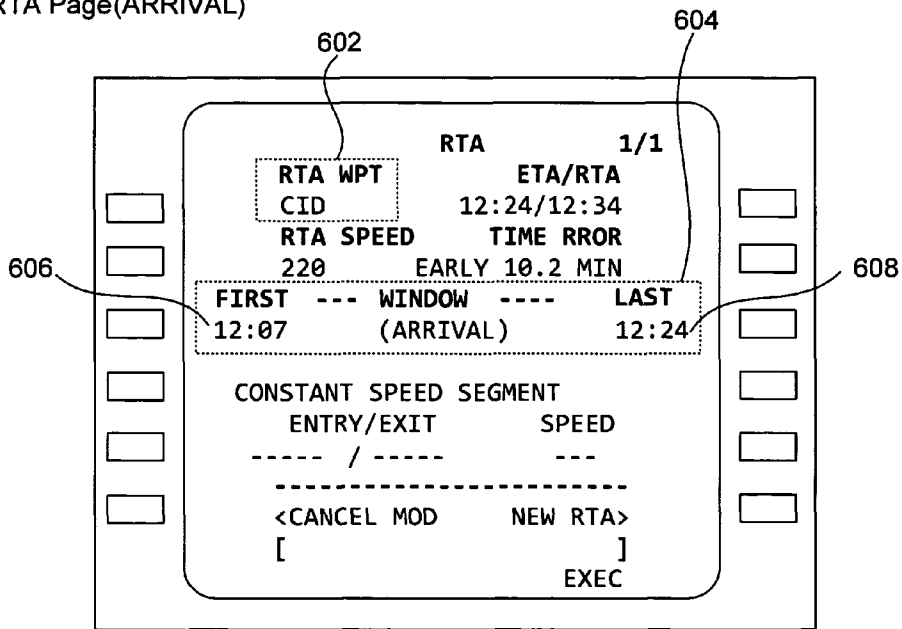 RTA Page(ARRIVAL)
602
604
RTA 1/1
RTA WPT ETA/RTA
CID 12:24/12:34
RTA SPEED TIME RROR
220 EARLY 10.2 MIN
606
608
FIRST --- WINDOW ---- LAST
12:07 (ARRIVAL) 12:24
CONSTANT SPEED SEGMENT
ENTRY/EXIT SPEED
----- / ----- ---
-------------------------
<CANCEL MOD NEW RTA>
[ ]
EXEC